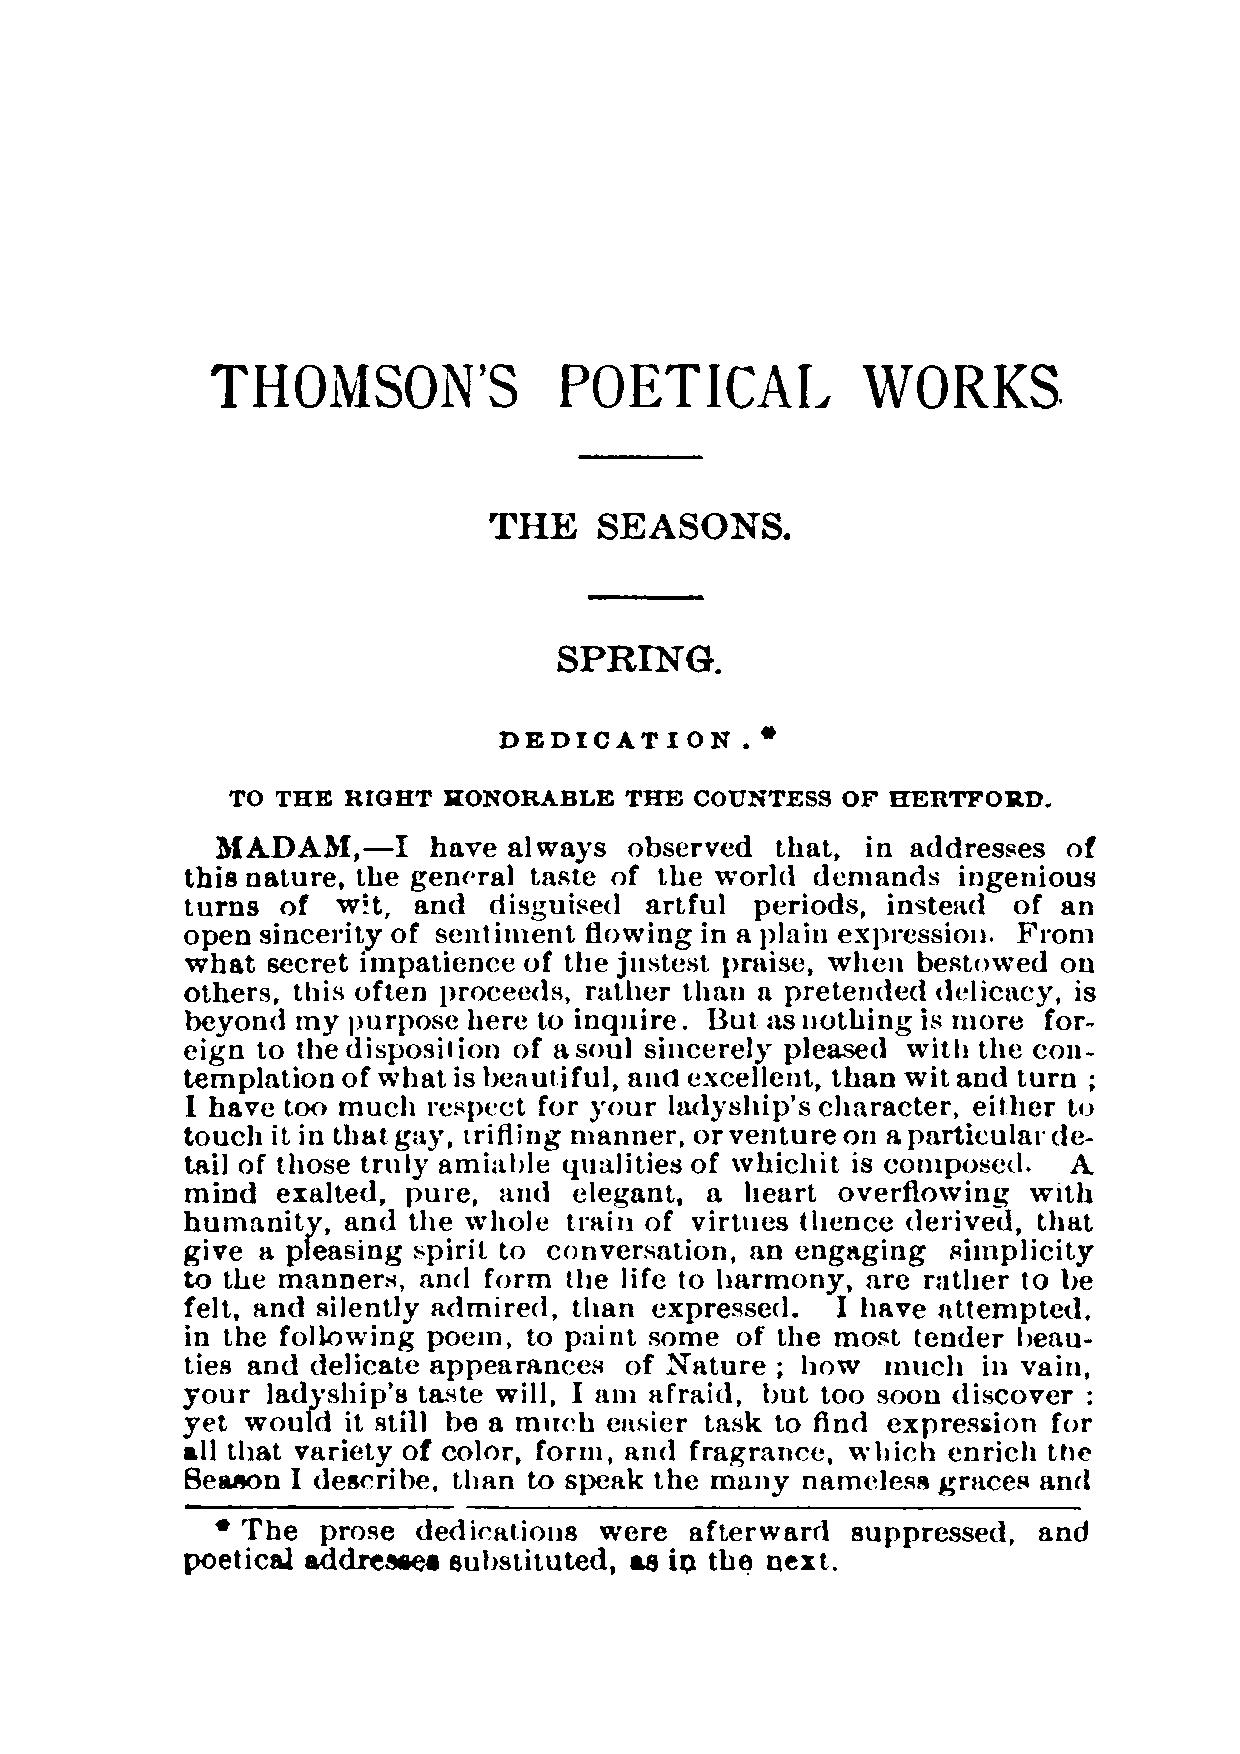 THOMSON'S POETICAL WORKS.
THE SEASONS.
SPRING.
DEDICATION.*
TO THE RIGHT HONORABLE THE COUNTESS OF HERTFORD.
MADAM,—I have always observed that, in addresses of
this nature, the general taste of the world demands ingenious
turns of wit, and disguised artful periods, instead of an
open sincerity of sentiment flowing in a plain expression. From
what secret impatience of the justest praise, when bestowed on
others, this often proceeds, rather than a pretended delicacy, is
beyond my purpose here to inquire. But as nothing is more for-
eign to the disposition of a soul sincerely pleased with the con-
templation of what is beautiful, and excellent, than wit and turn ;
I have too much respect for your ladyship's character, either to
touch it in that gay, trifling manner, or venture on a particular de-
tail of those truly amiable qualities of which it is composed. A
mind exalted, pure, and elegant, a heart overflowing with
humanity, and the whole train of virtues thence derived, that
give a pleasing spirit to conversation, an engaging simplicity
to the manners, and form the life to harmony, are rather to be
felt, and silently admired, than expressed. I have attempted,
in the following poem, to paint some of the most tender beau-
ties and delicate appearances of Nature ; how much in vain,
your ladyship's taste will, I am afraid, but too soon discover :
yet would it still be a much easier task to find expression for
all that variety of color, form, and fragrance, which enrich the
Season I describe, than to speak the many nameless graces and
* The prose dedications were afterward suppressed, and
poetical addresses substituted, as in the next.